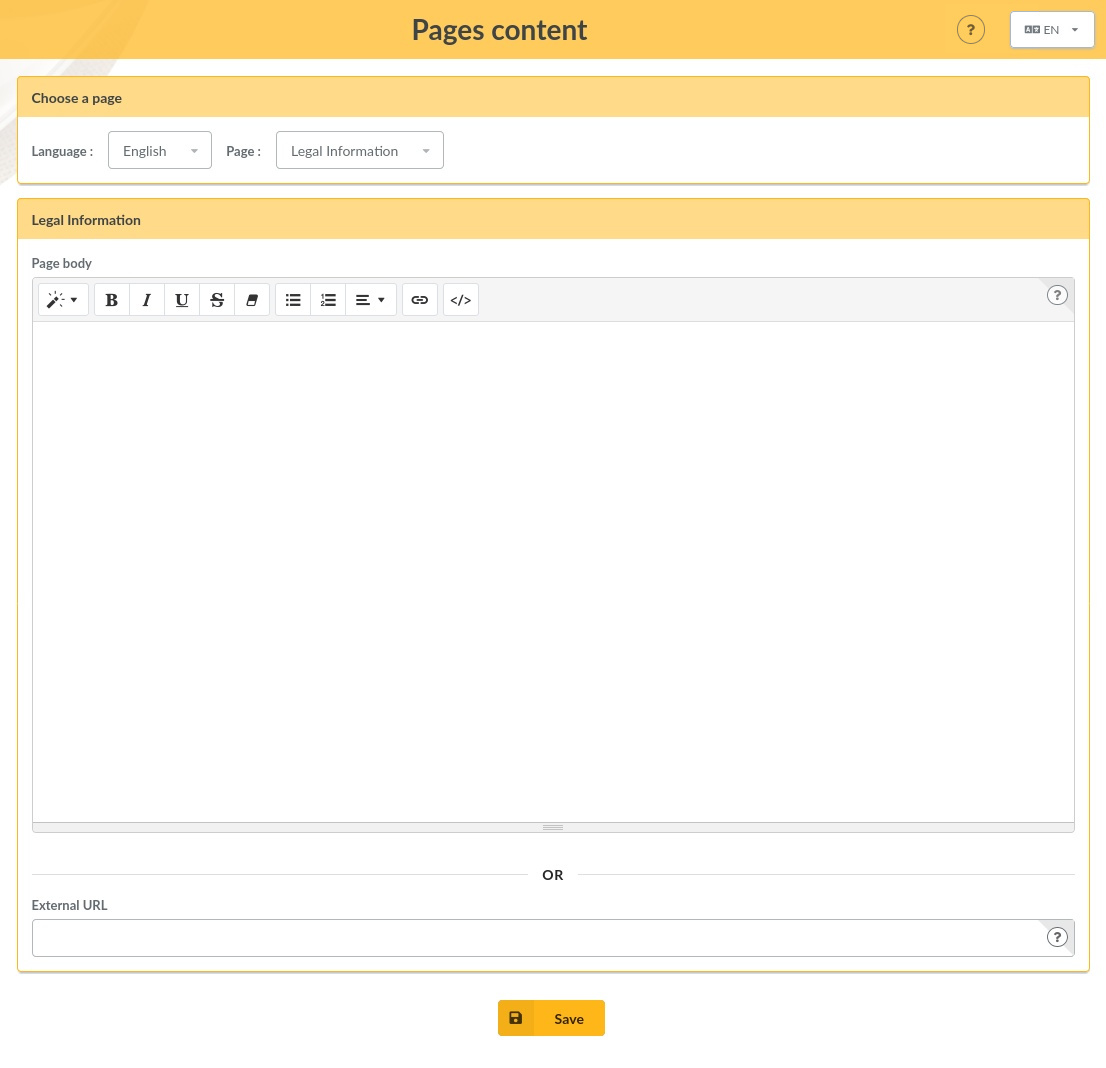 Pages content
? EN
Choose a page
Language : English Page : Legal Information
Legal Information
Page body
B I U S </> ?
OR
External URL
?
Save